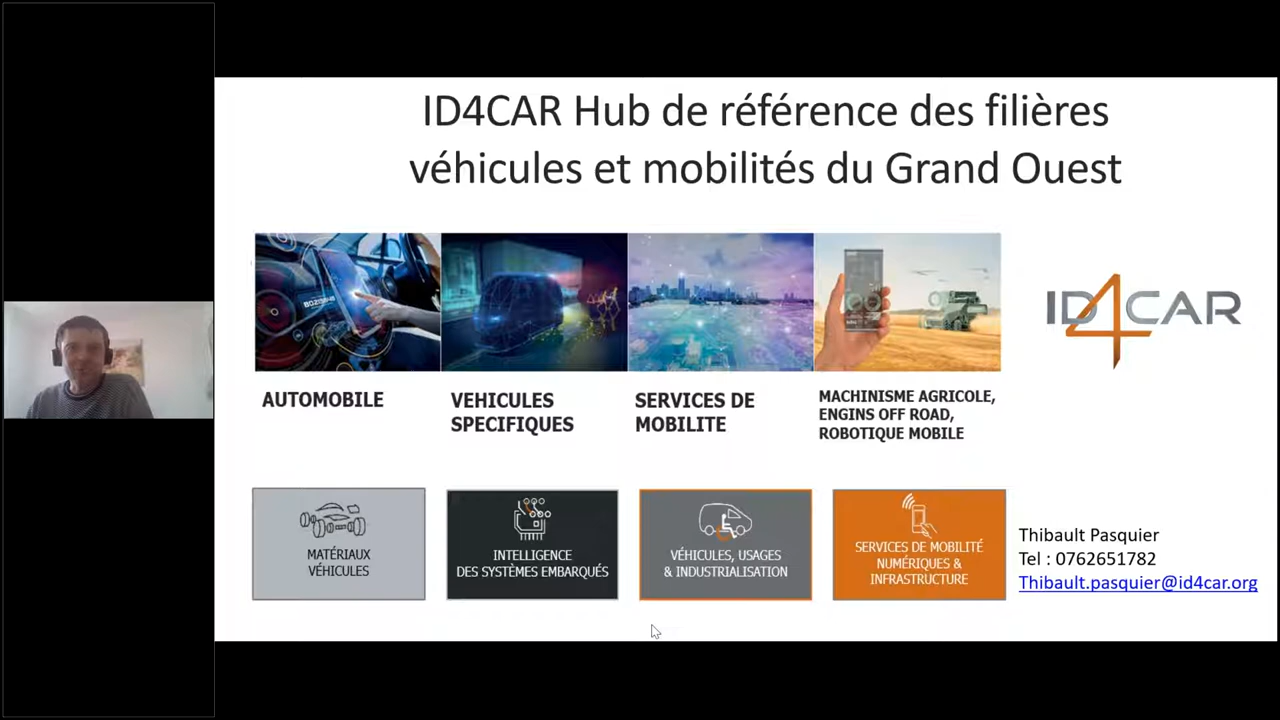 ID4CAR Hub de référence des filières
véhicules et mobilités du Grand Ouest
ID4CAR
AUTOMOBILE
VEHICULES
SPECIFIQUES
SERVICES DE
MOBILITE
MACHINISME AGRICOLE,
ENGINS OFF ROAD,
ROBOTIQUE MOBILE
MATÉRIAUX
VÉHICULES
INTELLIGENCE
DES SYSTÈMES EMBARQUÉS
VÉHICULES, USAGES
& INDUSTRIALISATION
SERVICES DE MOBILITÉ
NUMÉRIQUES &
INFRASTRUCTURE
Thibault Pasquier
Tel : 0762651782
Thibault.pasquier@id4car.org